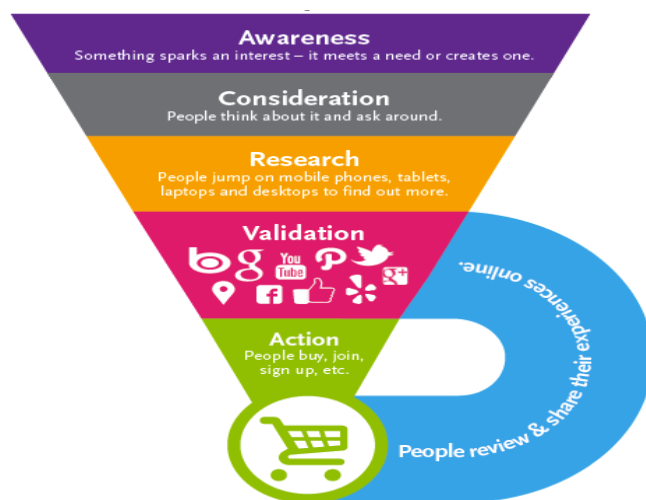 Awareness
Something sparks an interest – it meets a need or creates one.
Consideration
People think about it and ask around.
Research
People jump on mobile phones, tablets,
laptops and desktops to find out more.
Validation
You
Tube
g+
Action
People buy, join,
sign up, etc.
People review & share their experiences online.